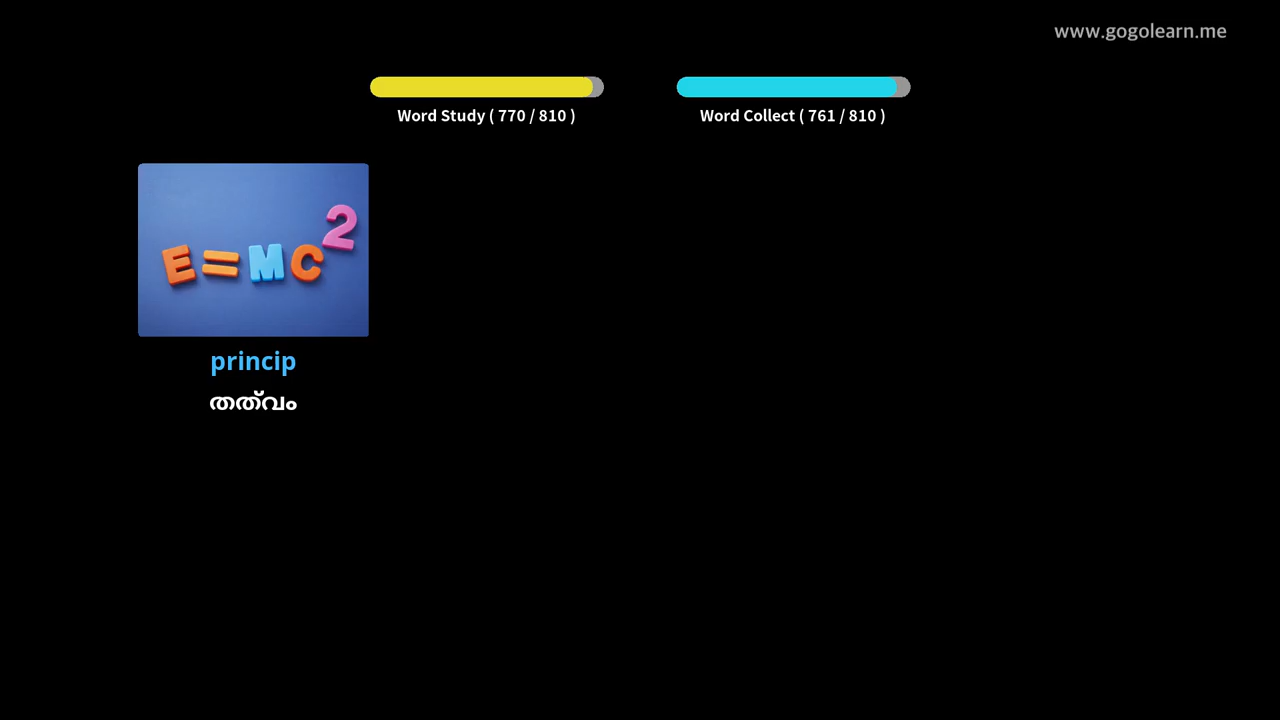 www.gogolearn.me
Word Study ( 770 / 810 )
Word Collect ( 761 / 810 )
E=MC²
princip
തത്വം